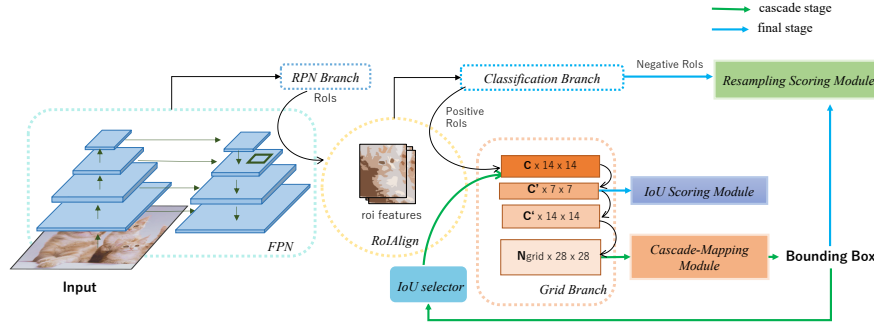 cascade stage
final stage
RPN Branch
RoIs
Classification Branch
Negative RoIs
Resampling Scoring Module
Positive
RoIs
C x 14 x 14
C' x 7 x 7
C' x 14 x 14
Ngrid x 28 x 28
Grid Branch
IoU Scoring Module
Cascade-Mapping
Module
Bounding Box
IoU selector
roi features
RoIAlign
FPN
Input